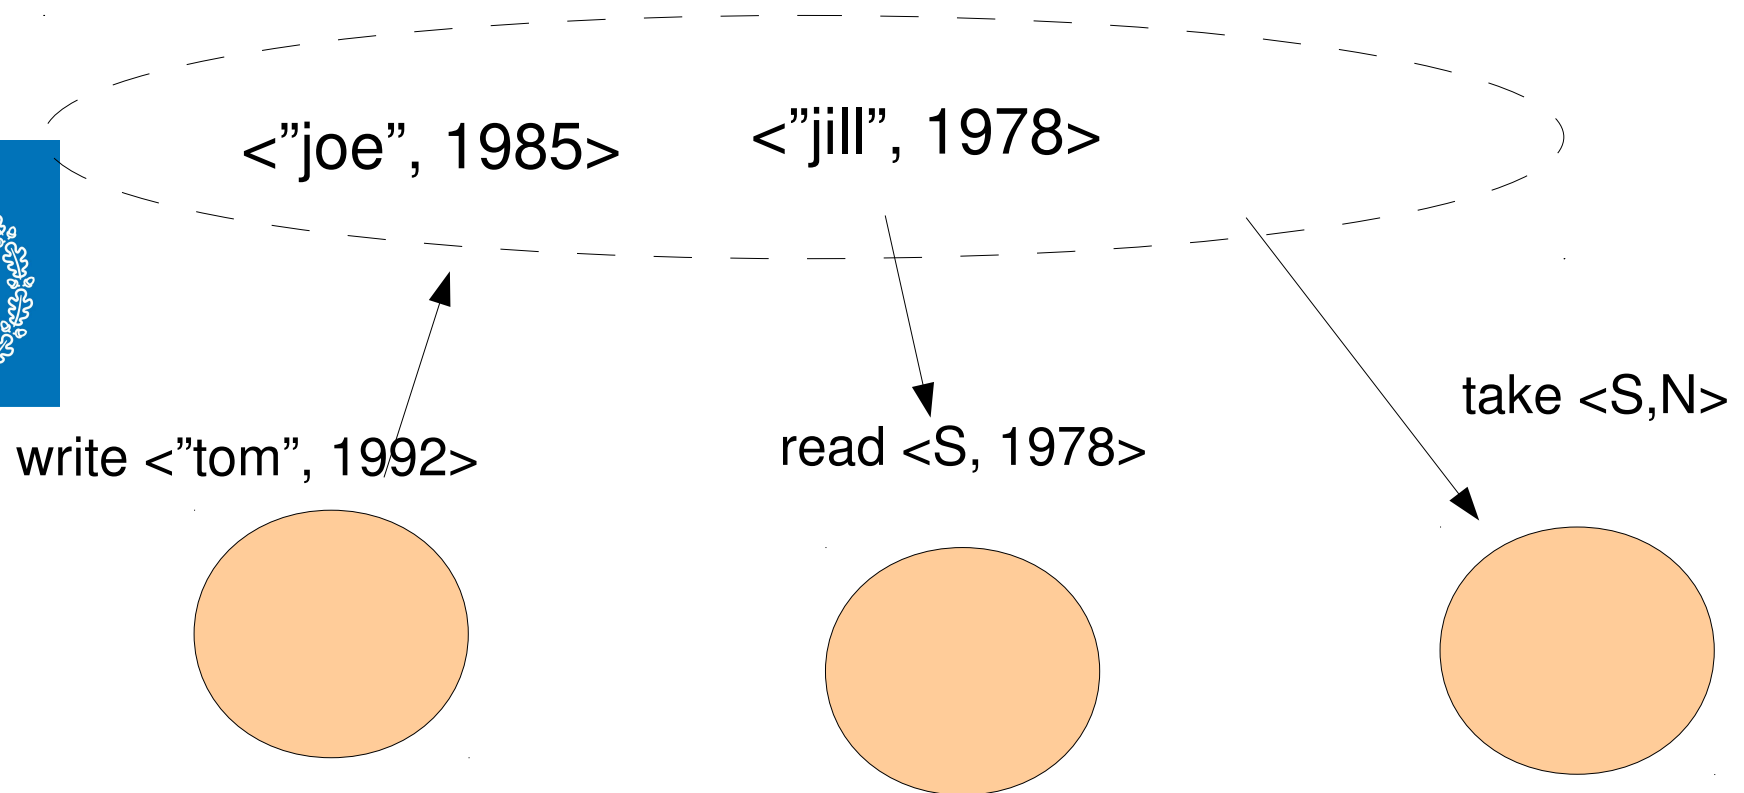 <”joe”, 1985>
<”jill”, 1978>
take <S,N>
write <”tom”, 1992>
read <S, 1978>